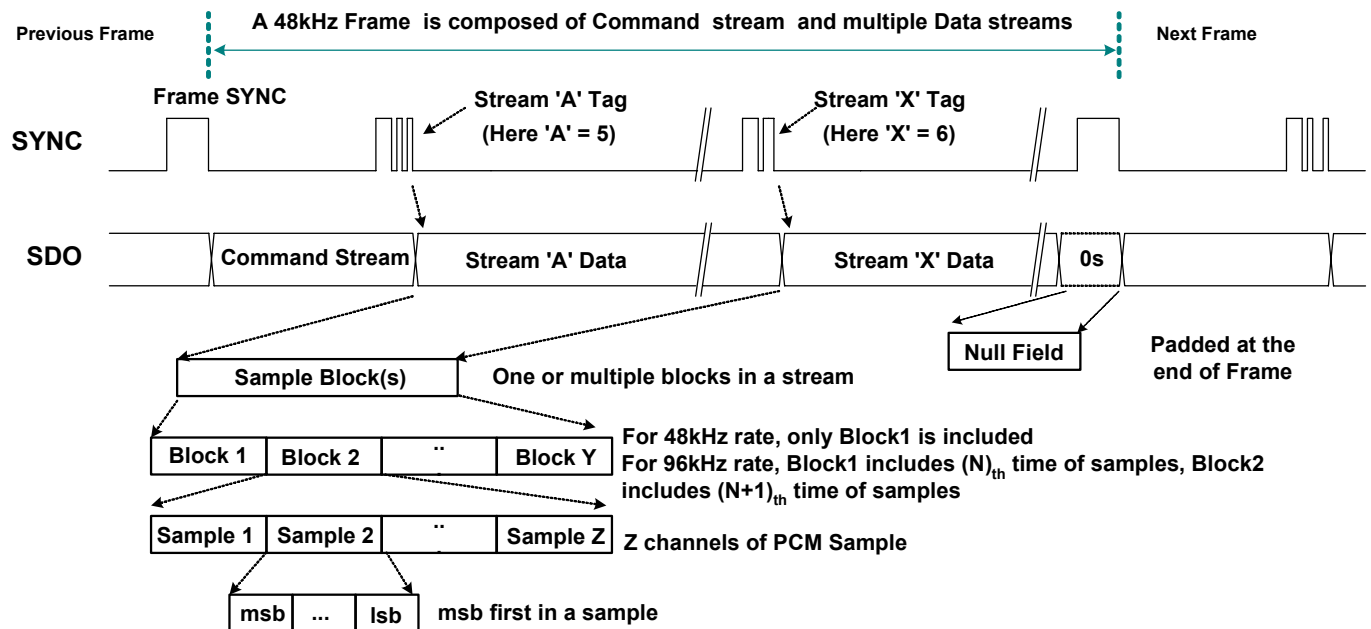 A 48kHz Frame is composed of Command stream and multiple Data streams
Previous Frame
Next Frame
Frame SYNC
Stream 'A' Tag
(Here 'A' = 5)
Stream 'X' Tag
(Here 'X' = 6)
SYNC
SDO
Command Stream
Stream 'A' Data
Stream 'X' Data
0s
Null Field
Padded at the
end of Frame
Sample Block(s)
One or multiple blocks in a stream
Block 1
Block 2
..
.
Block Y
For 48kHz rate, only Block1 is included
For 96kHz rate, Block1 includes (N)th time of samples, Block2
includes (N+1)th time of samples
Sample 1
Sample 2
..
.
Sample Z
Z channels of PCM Sample
msb
...
lsb
msb first in a sample